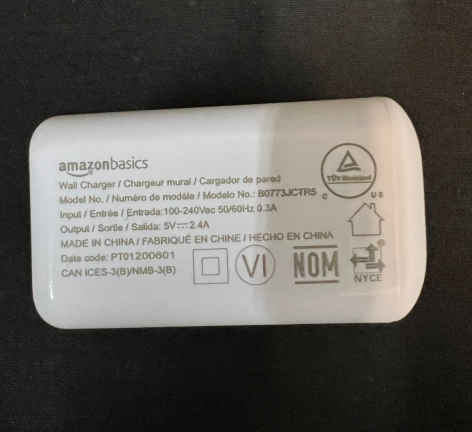 amazonbasics
Wall Charger / Chargeur mural / Cargador de pared
Model No. / Numéro de modèle / Modelo No.: B0773JCTR5
Input / Entrée / Entrada:100-240Vac 50/60Hz 0.3A
Output / Sortie / Salida: 5V⎓2.4A
MADE IN CHINA / FABRIQUÉ EN CHINE / HECHO EN CHINA
Date code: PT01200601
CAN ICES-3(B)/NMB-3(B)
VI
NOM
NYCE
TÜV Rheinland
C US